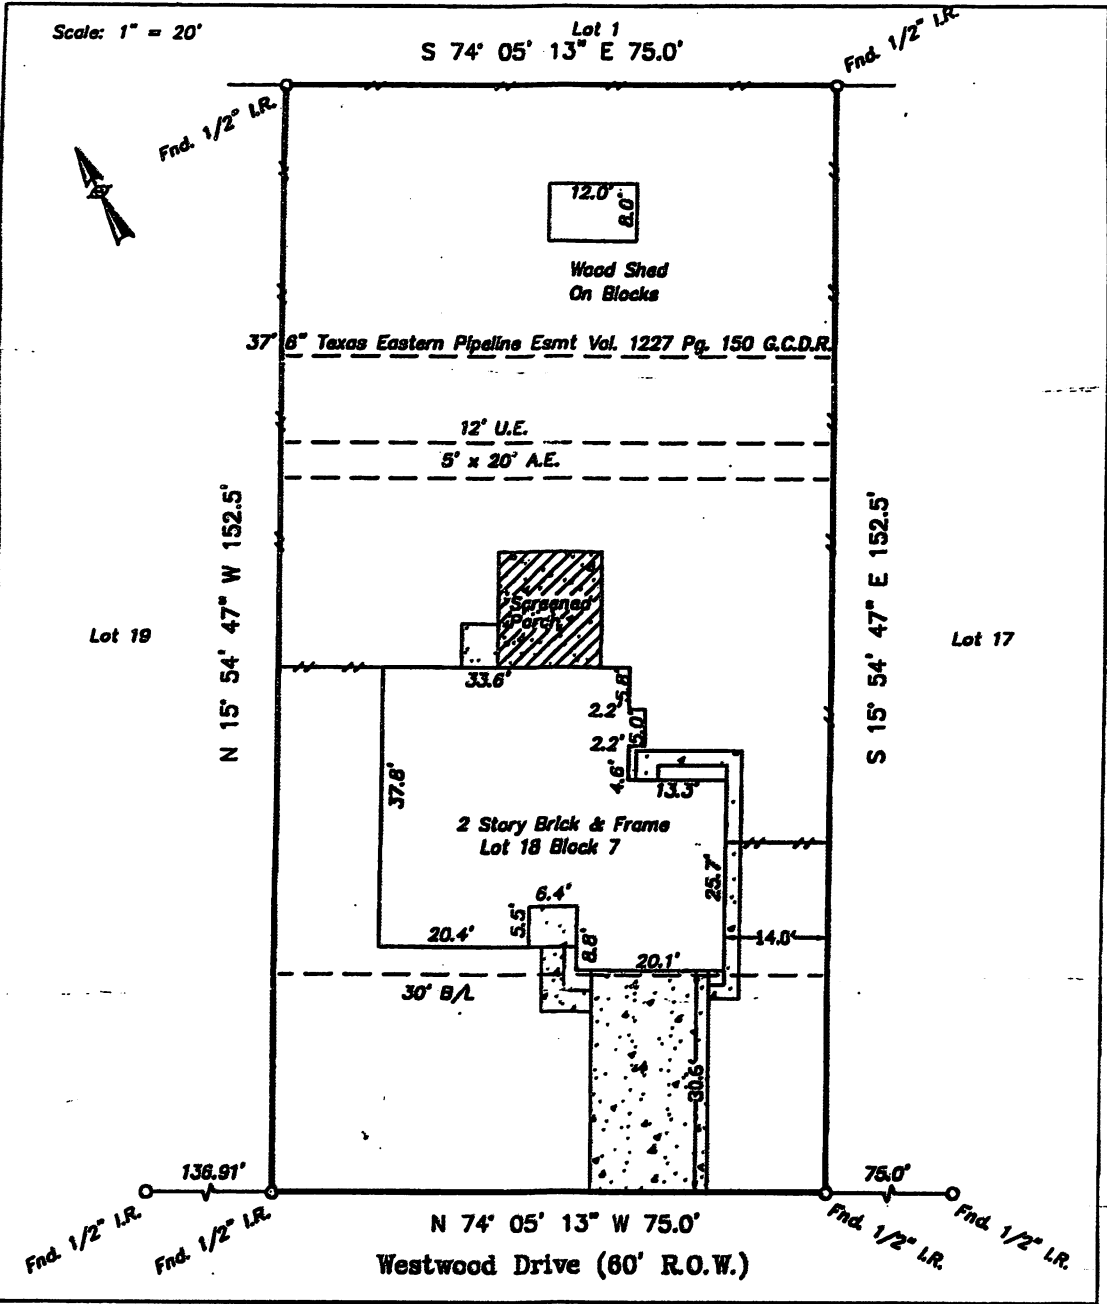 Scale: 1" = 20'
Lot 1
S 74° 05' 13" E 75.0'
Fnd. 1/2" I.R.
Fnd. 1/2" I.R.
12.0'
8.0'
Wood Shed
On Blocks
37' 6" Texas Eastern Pipeline Esmt Vol. 1227 Pg. 150 G.C.D.R.
12' U.E.
5' x 20' A.E.
N 15° 54' 47" W 152.5'
S 15° 54' 47" E 152.5'
Lot 19
Lot 17
Screened
Porch
33.6'
5.8'
2.2'
5.0'
2.2'
4.6'
13.3'
37.8'
2 Story Brick & Frame
Lot 18 Block 7
25.7'
6.4'
5.5'
20.4'
8.8'
14.0'
20.1'
30' B/L
30.5'
136.91'
75.0'
N 74° 05' 13" W 75.0'
Fnd. 1/2" I.R.
Fnd. 1/2" I.R.
Fnd. 1/2" I.R.
Fnd. 1/2" I.R.
Westwood Drive (60' R.O.W.)